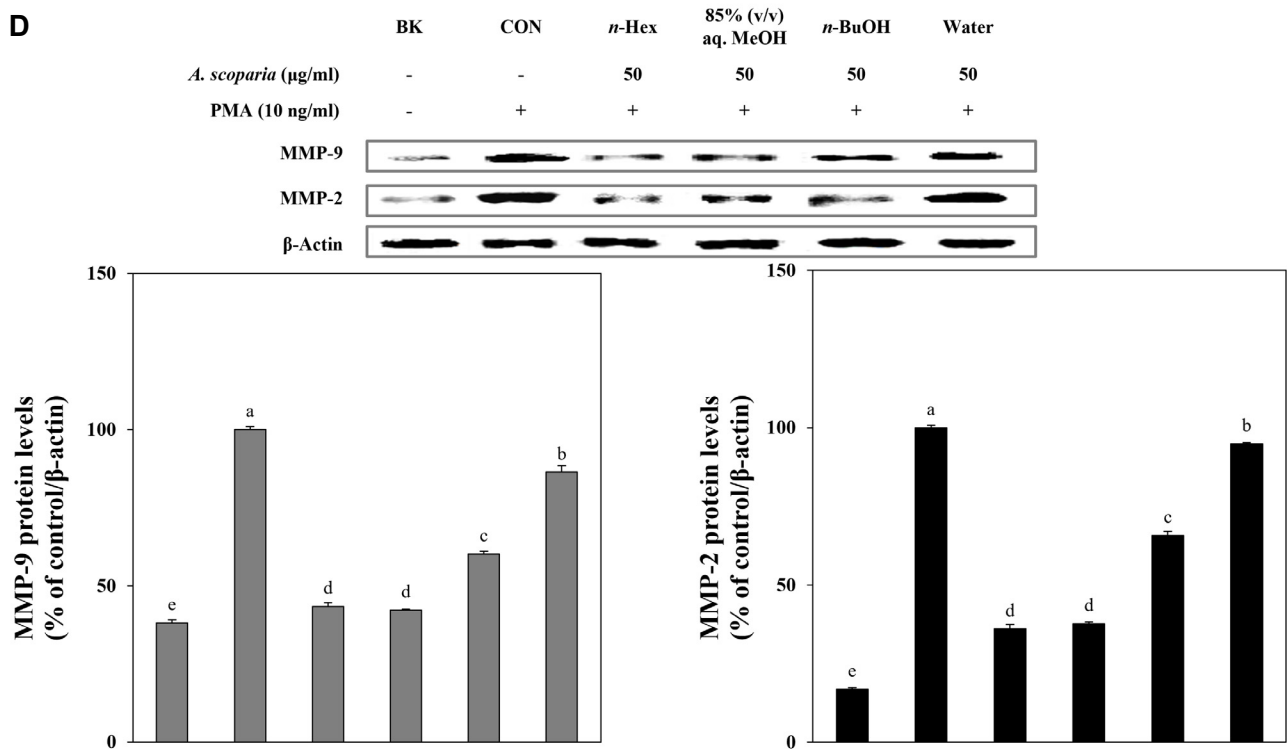 D
BK CON n-Hex 85% (v/v) aq. MeOH n-BuOH Water
A. scoparia (μg/ml) - - 50 50 50 50
PMA (10 ng/ml) - + + + + +
MMP-9
MMP-2
β-Actin
MMP-9 protein levels
(% of control/β-actin)
150
100
50
0
e a d d c b
MMP-2 protein levels
(% of control/β-actin)
150
100
50
0
e a d d c b